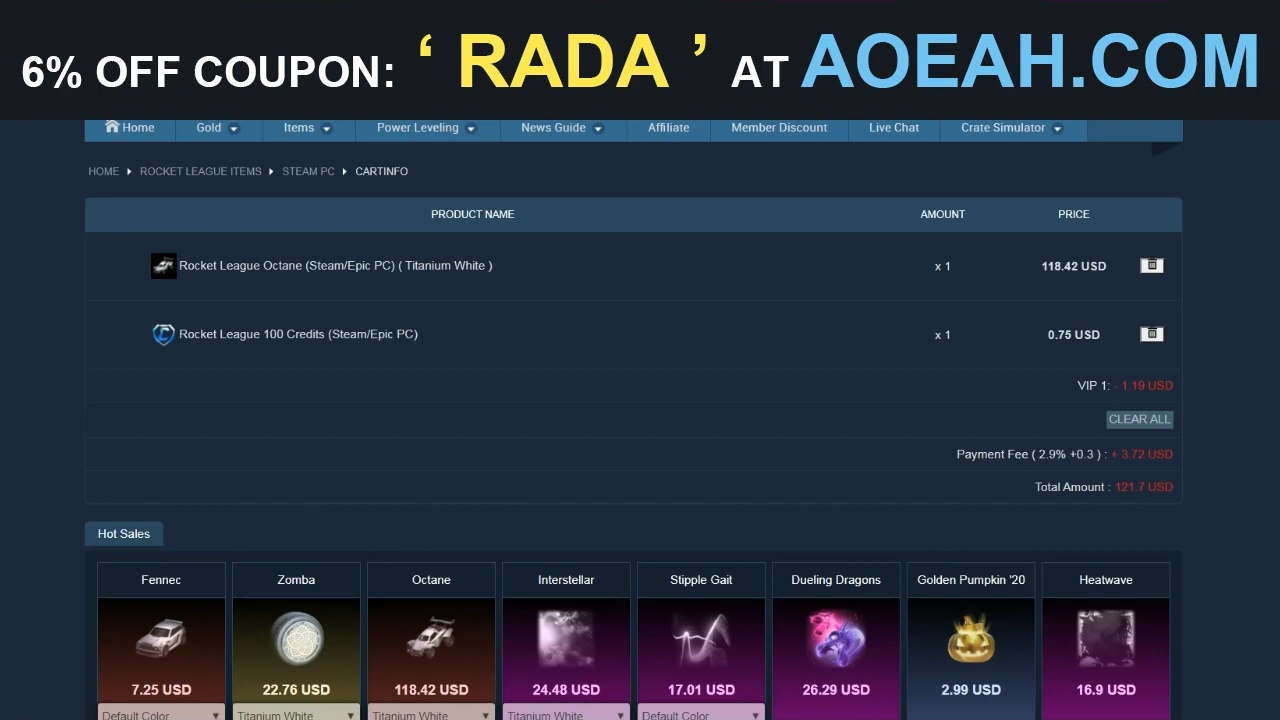 6% OFF COUPON: ‘ RADA ’ AT AOEAH.COM
Home Gold Items Power Leveling News Guide Affiliate Member Discount Live Chat Crate Simulator
HOME ROCKET LEAGUE ITEMS STEAM PC CARTINFO
PRODUCT NAME AMOUNT PRICE
Rocket League Octane (Steam/Epic PC) ( Titanium White ) x 1 118.42 USD
Rocket League 100 Credits (Steam/Epic PC) x 1 0.75 USD
VIP 1: - 1.19 USD
CLEAR ALL
Payment Fee ( 2.9% +0.3 ) : + 3.72 USD
Total Amount : 121.7 USD
Hot Sales
Fennec Zomba Octane Interstellar Stipple Gait Dueling Dragons Golden Pumpkin '20 Heatwave
7.25 USD 22.76 USD 118.42 USD 24.48 USD 17.01 USD 26.29 USD 2.99 USD 16.9 USD
Default Color Titanium White Titanium White Titanium White Default Color